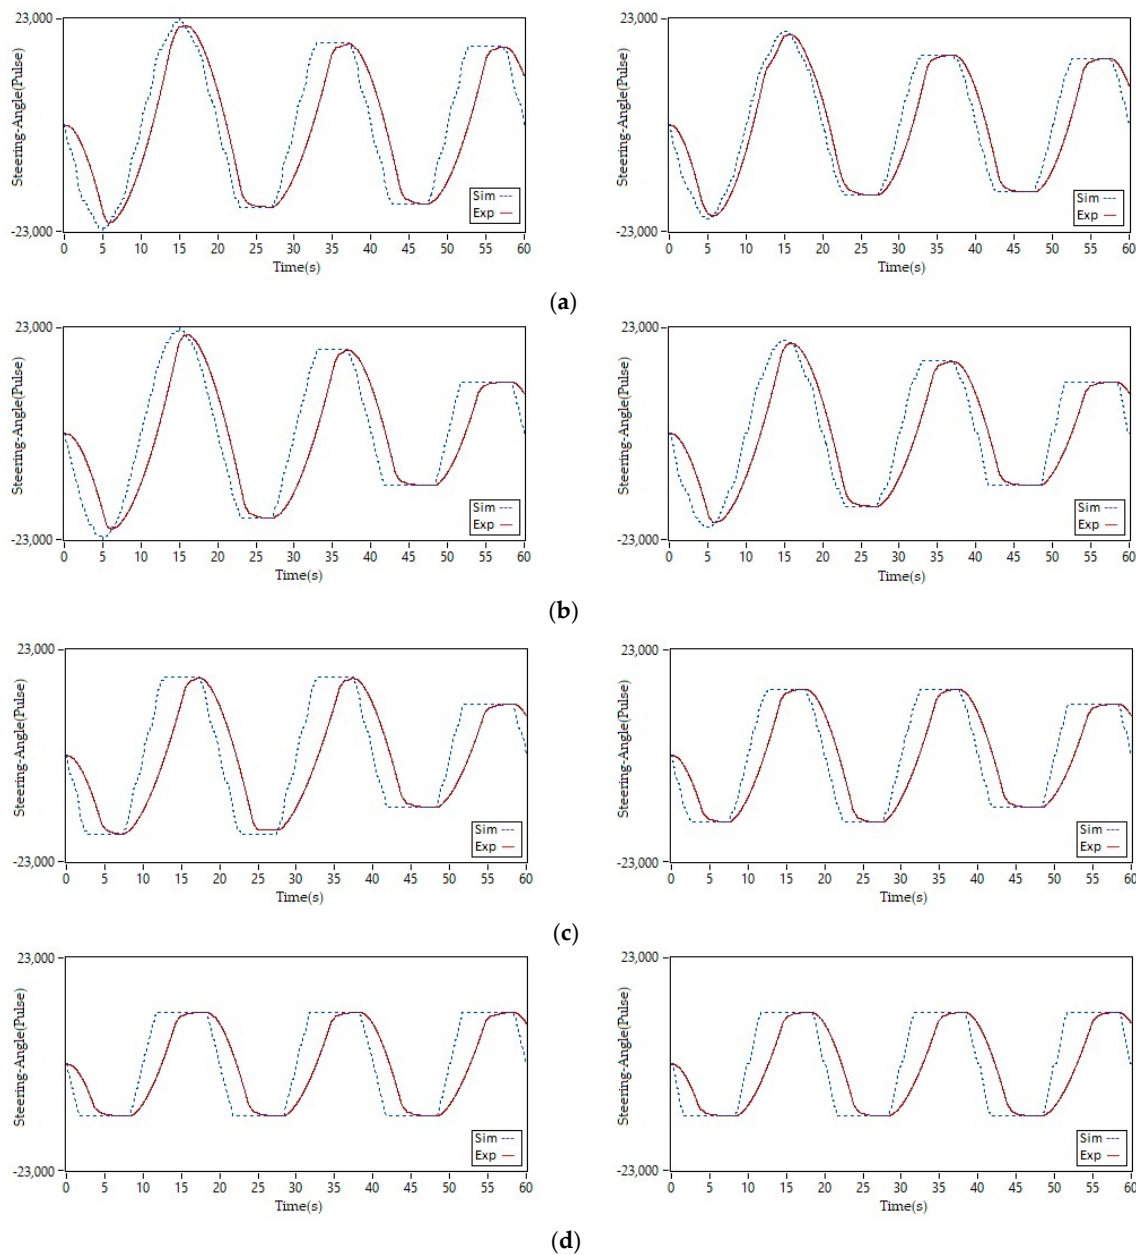 23,000 23,000
Steering-Angle(Pulse) Steering-Angle(Pulse)
Sim Sim
Exp Exp
-23,000 -23,000
0 5 10 15 20 25 30 35 40 45 50 55 60 0 5 10 15 20 25 30 35 40 45 50 55 60
Time(s) Time(s)
(a)
23,000 23,000
Steering-Angle(Pulse) Steering-Angle(Pulse)
Sim Sim
Exp Exp
-23,000 -23,000
0 5 10 15 20 25 30 35 40 45 50 55 60 0 5 10 15 20 25 30 35 40 45 50 55 60
Time(s) Time(s)
(b)
23,000 23,000
Steering-Angle(Pulse) Steering-Angle(Pulse)
Sim Sim
Exp Exp
-23,000 -23,000
0 5 10 15 20 25 30 35 40 45 50 55 60 0 5 10 15 20 25 30 35 40 45 50 55 60
Time(s) Time(s)
(c)
23,000 23,000
Steering-Angle(Pulse) Steering-Angle(Pulse)
Sim Sim
Exp Exp
-23,000 -23,000
0 5 10 15 20 25 30 35 40 45 50 55 60 0 5 10 15 20 25 30 35 40 45 50 55 60
Time(s) Time(s)
(d)